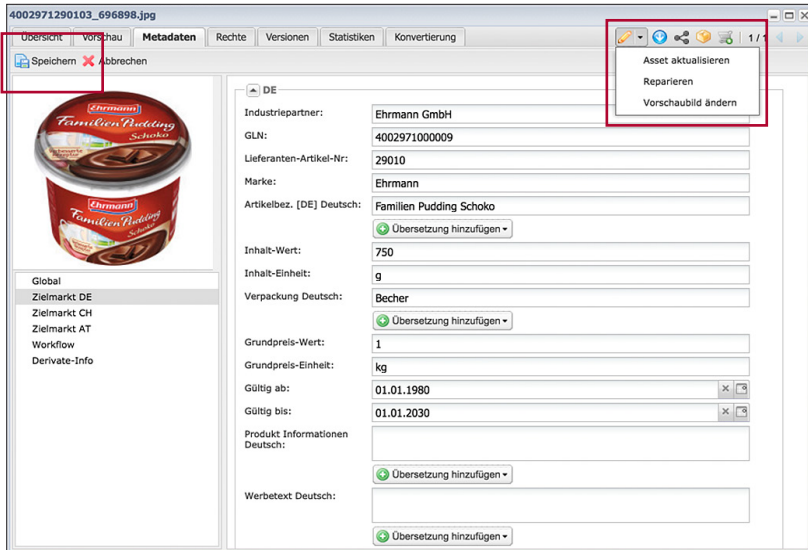 4002971290103_696898.jpg
Übersicht Vorschau Metadaten Rechte Versionen Statistiken Konvertierung 1/1
Speichern Abbrechen
Asset aktualisieren
Reparieren
Vorschaubild ändern
Ehrmann
Familien Pudding
Schoko
Ehrmann
Familien Pudding
Schoko
Global
Zielmarkt DE
Zielmarkt CH
Zielmarkt AT
Workflow
Derivate-Info
DE
Industriepartner: Ehrmann GmbH
GLN: 4002971000009
Lieferanten-Artikel-Nr: 29010
Marke: Ehrmann
Artikelbez. [DE] Deutsch: Familien Pudding Schoko
Übersetzung hinzufügen
Inhalt-Wert: 750
Inhalt-Einheit: g
Verpackung Deutsch: Becher
Übersetzung hinzufügen
Grundpreis-Wert: 1
Grundpreis-Einheit: kg
Gültig ab: 01.01.1980
Gültig bis: 01.01.2030
Produkt Informationen
Deutsch:
Übersetzung hinzufügen
Werbetext Deutsch:
Übersetzung hinzufügen